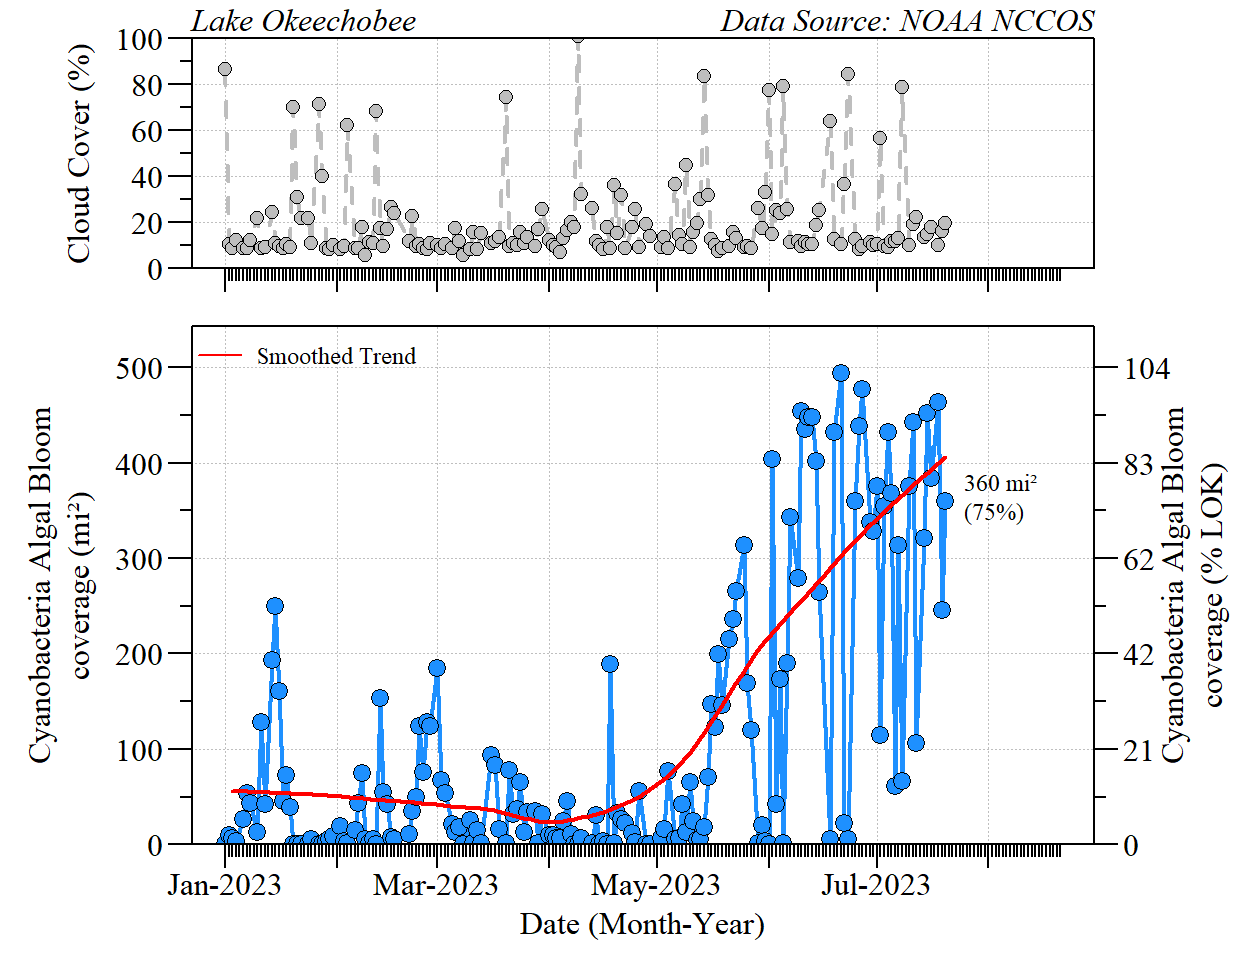 Lake Okeechobee
Data Source: NOAA NCCOS
Cloud Cover (%)
100
80
60
40
20
0
Smoothed Trend
Cyanobacteria Algal Bloom
coverage (mi²)
500
400
300
200
100
0
104
83
62
42
21
0
Cyanobacteria Algal Bloom
coverage (% LOK)
360 mi²
(75%)
Jan-2023
Mar-2023
May-2023
Jul-2023
Date (Month-Year)